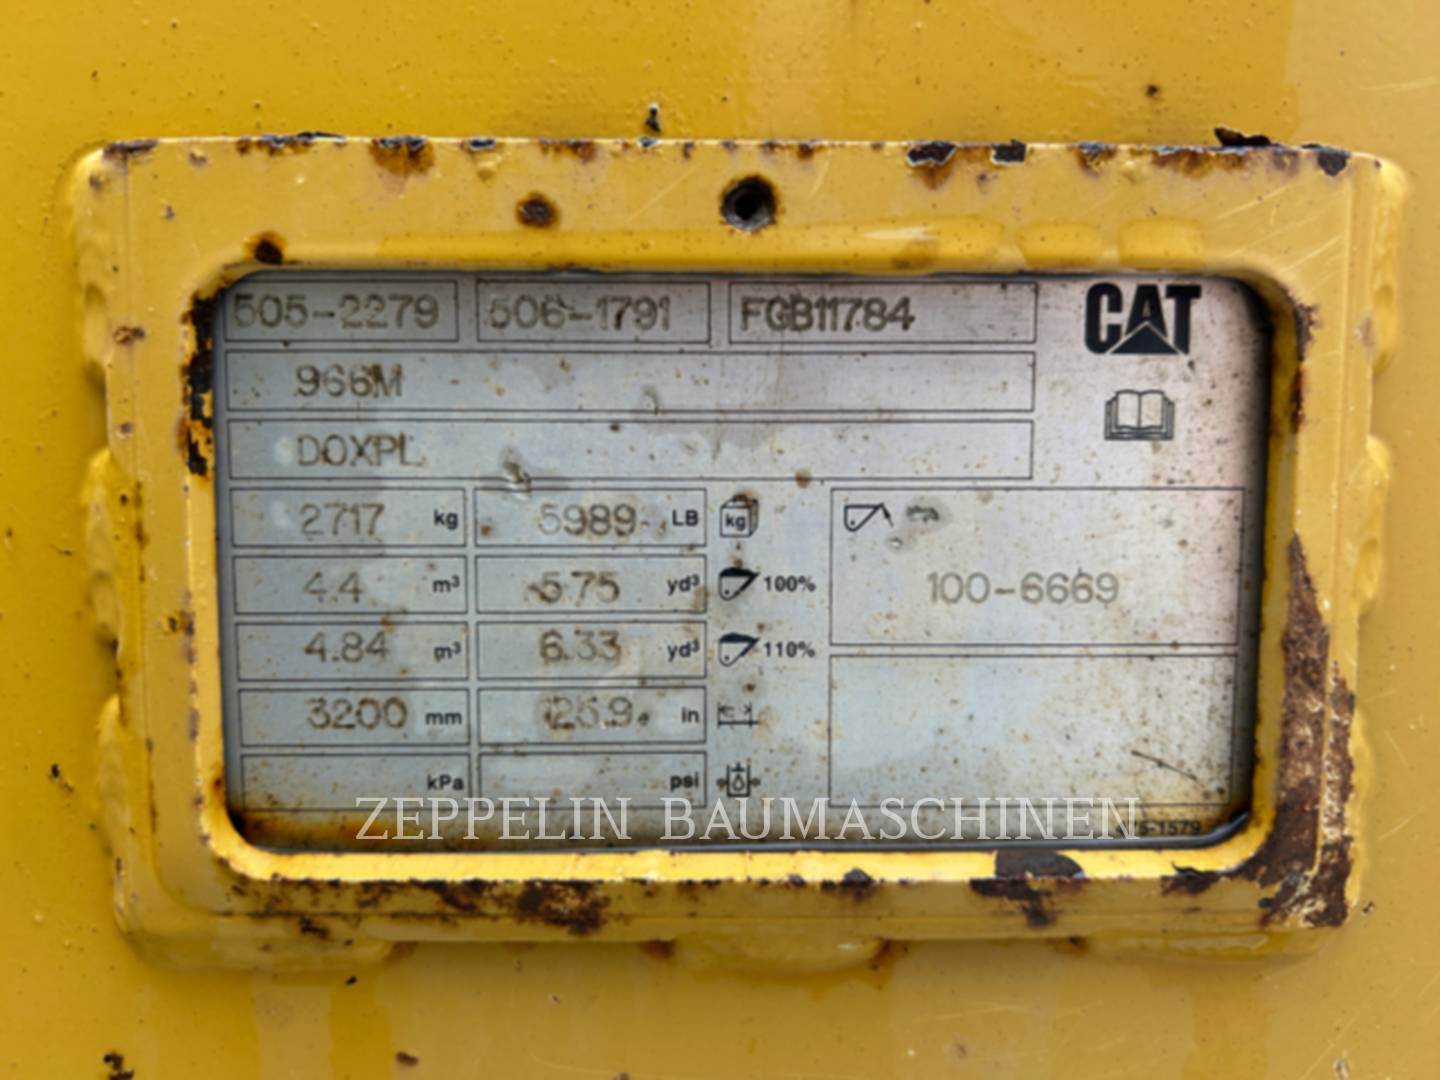 505-2279 506-1791 FGB11784 CAT
966M
DOXPL
2717 kg 5989 LB kg
4.4 m³ 5.75 yd³ 100% 100-6669
4.84 m³ 6.33 yd³ 110%
3200 mm 125.9 in
kPa psi
ZEPPELIN BAUMASCHINEN